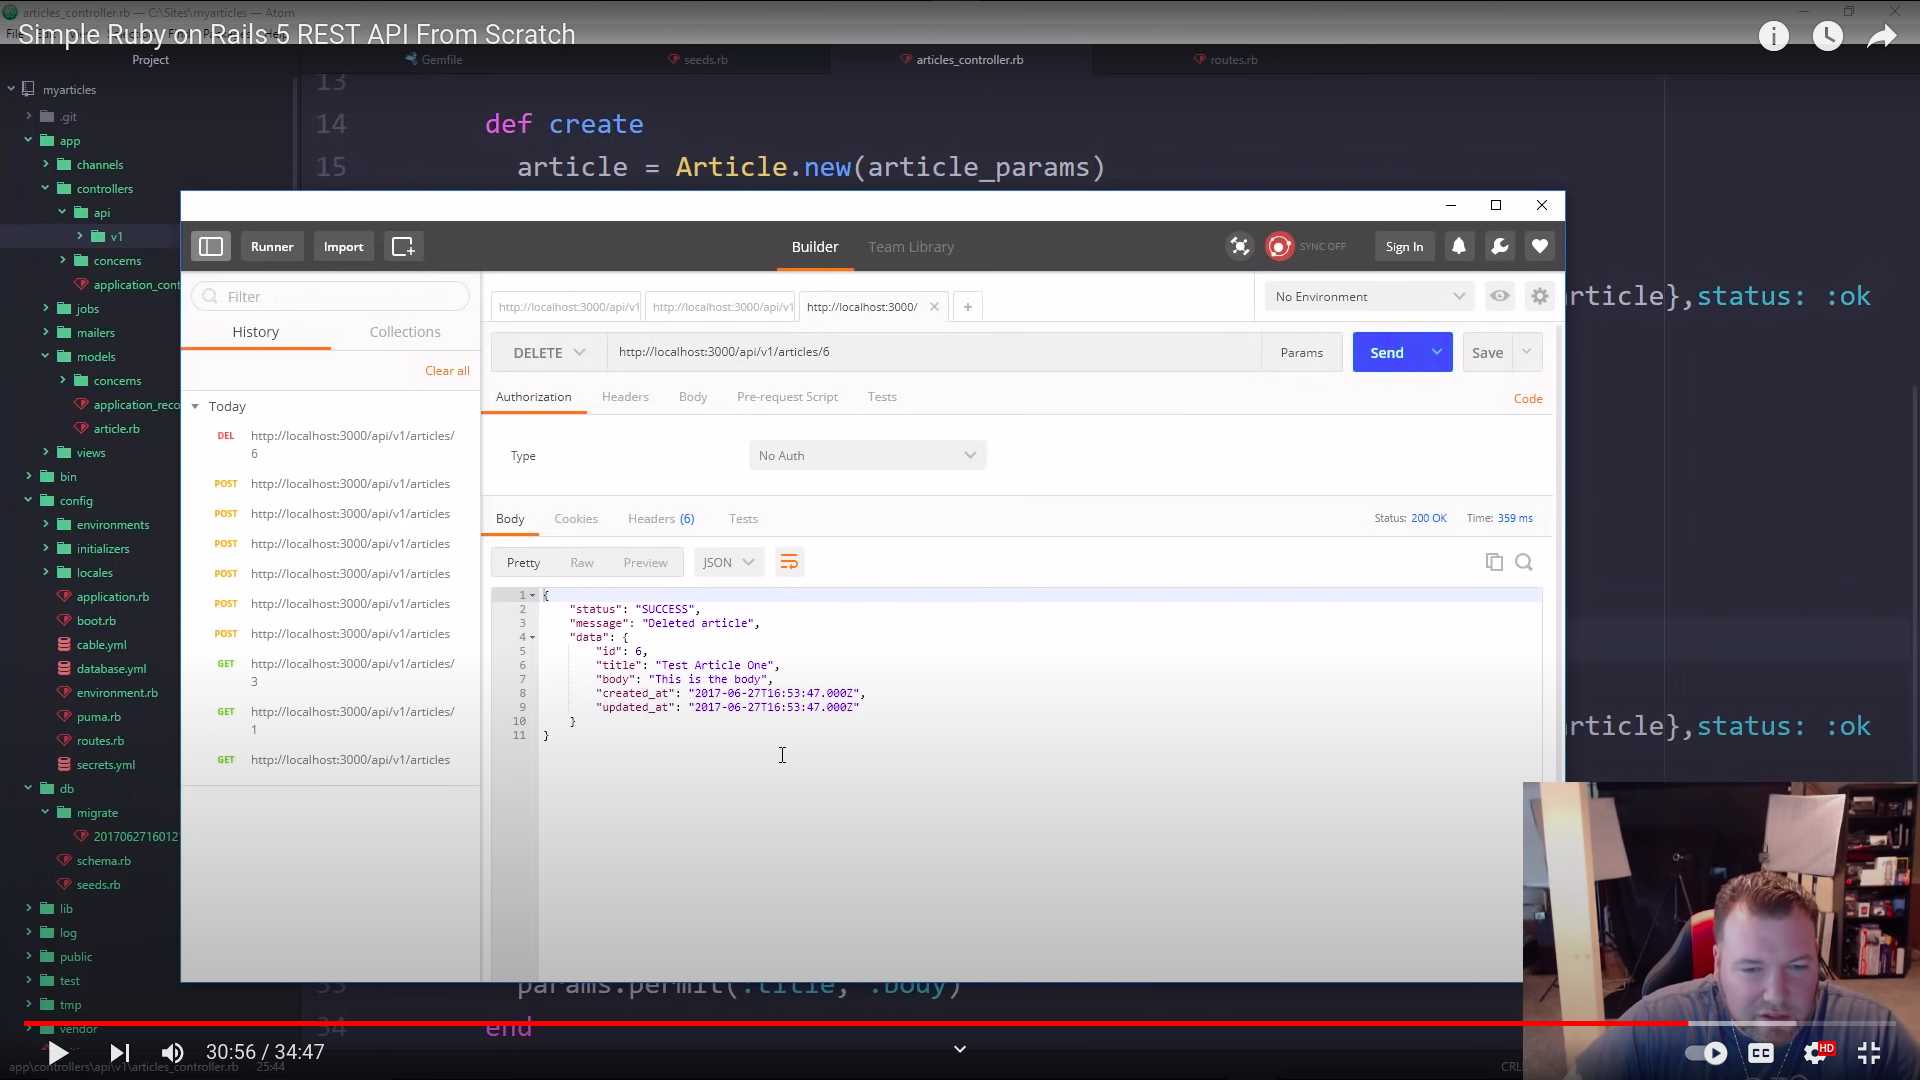 articles_controller.rb — C:\Sites\myarticles — Atom
Simple Ruby on Rails 5 REST API From Scratch
Project
Gemfile
seeds.rb
articles_controller.rb
routes.rb
myarticles
.git
app
channels
controllers
api
v1
concerns
application_cont
jobs
mailers
models
concerns
application_reco
article.rb
views
bin
config
environments
initializers
locales
application.rb
boot.rb
cable.yml
database.yml
environment.rb
puma.rb
routes.rb
secrets.yml
db
migrate
2017062716012
schema.rb
seeds.rb
lib
log
public
test
tmp
vendor
13
14 def create
15 article = Article.new(article_params)
rticle},status: :ok
rticle},status: :ok
33 params.permit(:title, :body)
34 end
Runner
Import
Builder
Team Library
SYNC OFF
Sign In
Filter
History
Collections
Clear all
Today
DEL http://localhost:3000/api/v1/articles/
6
POST http://localhost:3000/api/v1/articles
POST http://localhost:3000/api/v1/articles
POST http://localhost:3000/api/v1/articles
POST http://localhost:3000/api/v1/articles
POST http://localhost:3000/api/v1/articles
POST http://localhost:3000/api/v1/articles
GET http://localhost:3000/api/v1/articles/
3
GET http://localhost:3000/api/v1/articles/
1
GET http://localhost:3000/api/v1/articles
http://localhost:3000/api/v1
http://localhost:3000/api/v1
http://localhost:3000/
+
No Environment
DELETE
http://localhost:3000/api/v1/articles/6
Params
Send
Save
Authorization
Headers
Body
Pre-request Script
Tests
Code
Type
No Auth
Body
Cookies
Headers (6)
Tests
Status: 200 OK
Time: 359 ms
Pretty
Raw
Preview
JSON
1 {
2 "status": "SUCCESS",
3 "message": "Deleted article",
4 "data": {
5 "id": 6,
6 "title": "Test Article One",
7 "body": "This is the body",
8 "created_at": "2017-06-27T16:53:47.000Z",
9 "updated_at": "2017-06-27T16:53:47.000Z"
10 }
11 }
30:56 / 34:47
CC
HD
app\controllers\api\v1\articles_controller.rb 25:44
CRL